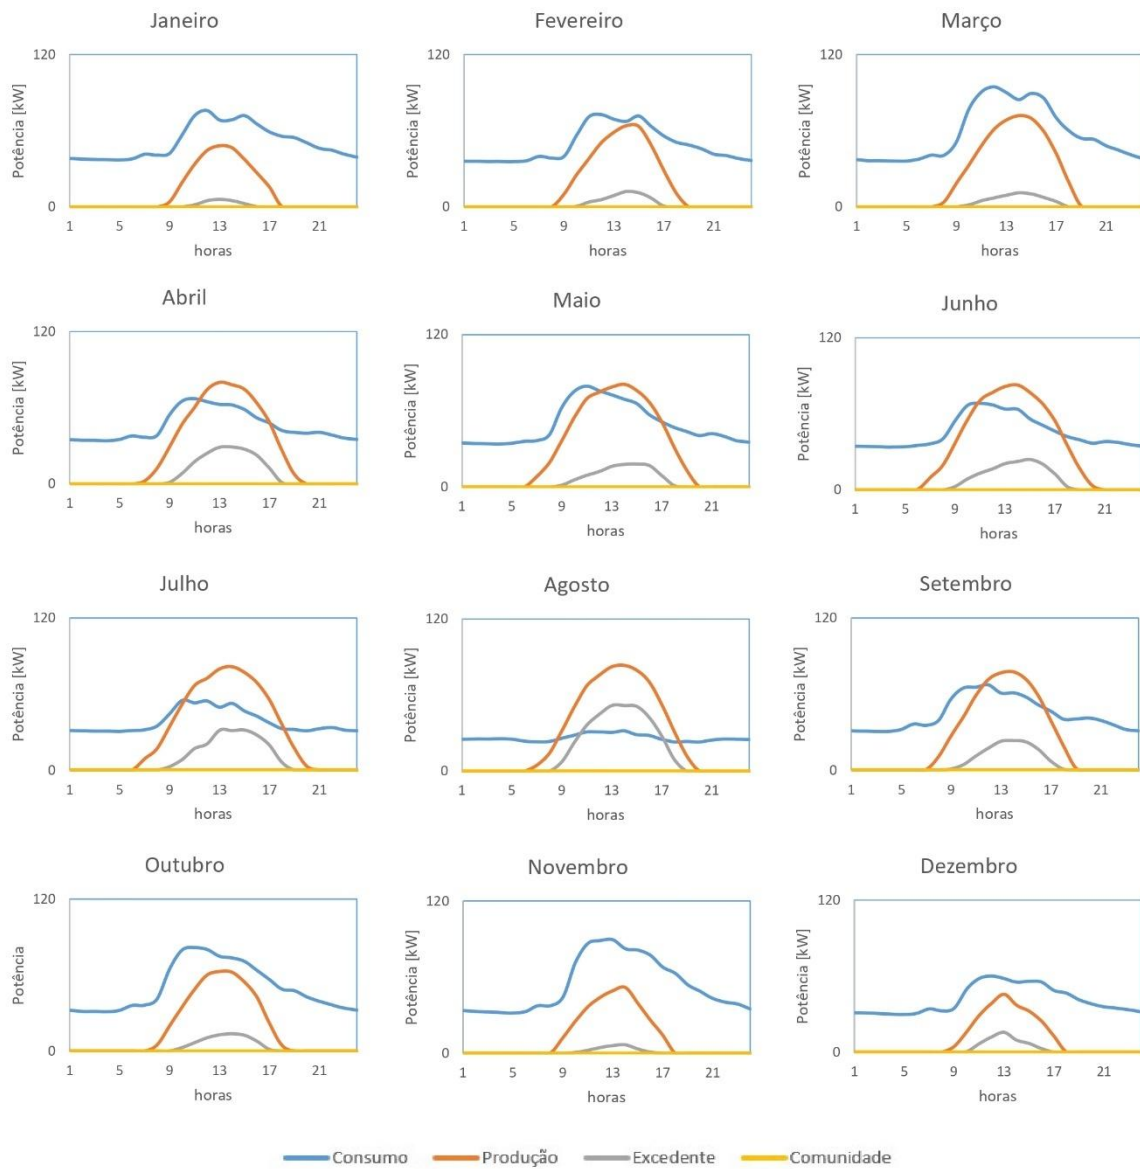 Janeiro Fevereiro Março
120 120 120
Potência [kW] Potência [kW] Potência [kW]
0 0 0
1 5 9 13 17 21 1 5 9 13 17 21 1 5 9 13 17 21
horas horas horas
Abril Maio Junho
120 120 120
Potência [kW] Potência [kW] Potência [kW]
0 0 0
1 5 9 13 17 21 1 5 9 13 17 21 1 5 9 13 17 21
horas horas horas
Julho Agosto Setembro
120 120 120
Potência [kW] Potência [kW] Potência [kW]
0 0 0
1 5 9 13 17 21 1 5 9 13 17 21 1 5 9 13 17 21
horas horas horas
Outubro Novembro Dezembro
120 120 120
Potência Potência [kW] Potência [kW]
0 0 0
1 5 9 13 17 21 1 5 9 13 17 21 1 5 9 13 17 21
horas horas horas
Consumo Produção Excedente Comunidade